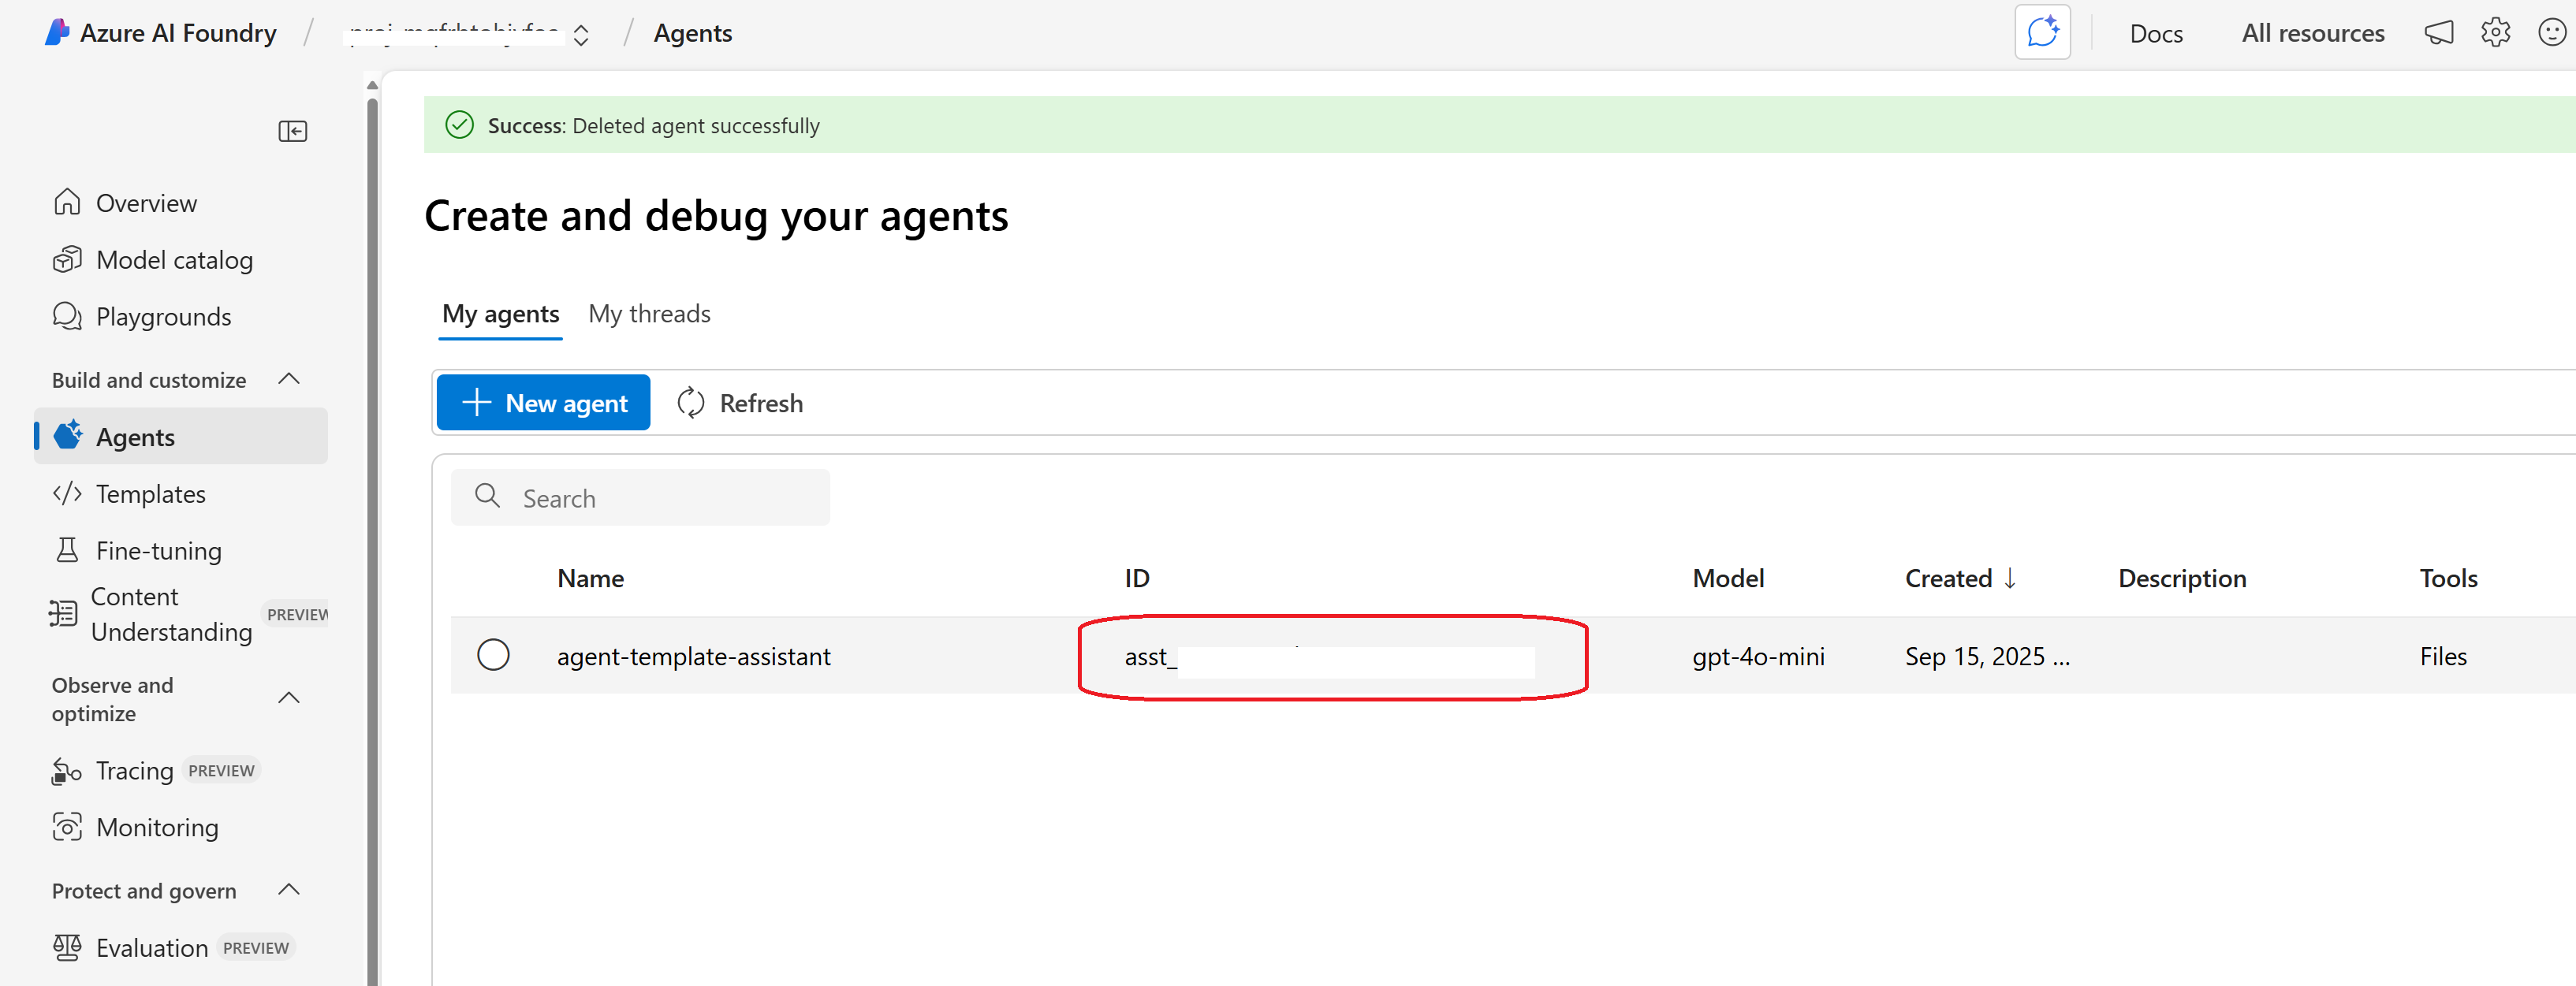 Azure AI Foundry / / Agents Docs All resources
Success: Deleted agent successfully
Create and debug your agents
My agents My threads
New agent Refresh
Search
Name ID Model Created ↓ Description Tools
agent-template-assistant asst_ gpt-4o-mini Sep 15, 2025 ... Files
Overview
Model catalog
Playgrounds
Build and customize
Agents
Templates
Fine-tuning
Content
Understanding PREVIEW
Observe and
optimize
Tracing PREVIEW
Monitoring
Protect and govern
Evaluation PREVIEW